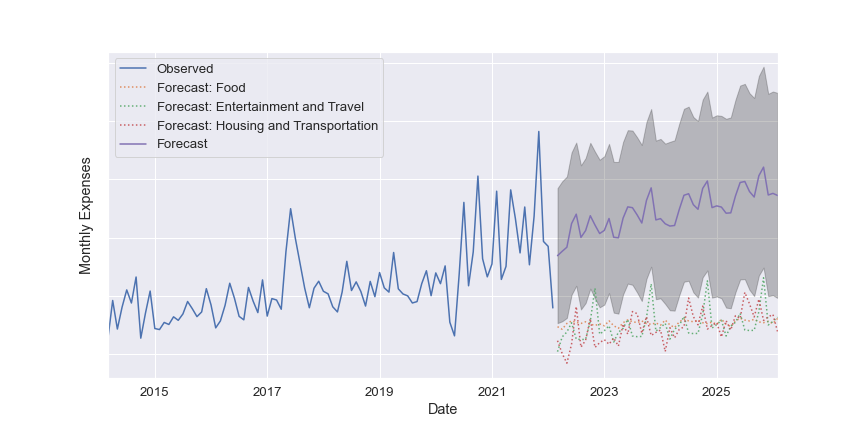 Observed
Forecast: Food
Forecast: Entertainment and Travel
Forecast: Housing and Transportation
Forecast
Monthly Expenses
2015 2017 2019 2021 2023 2025
Date